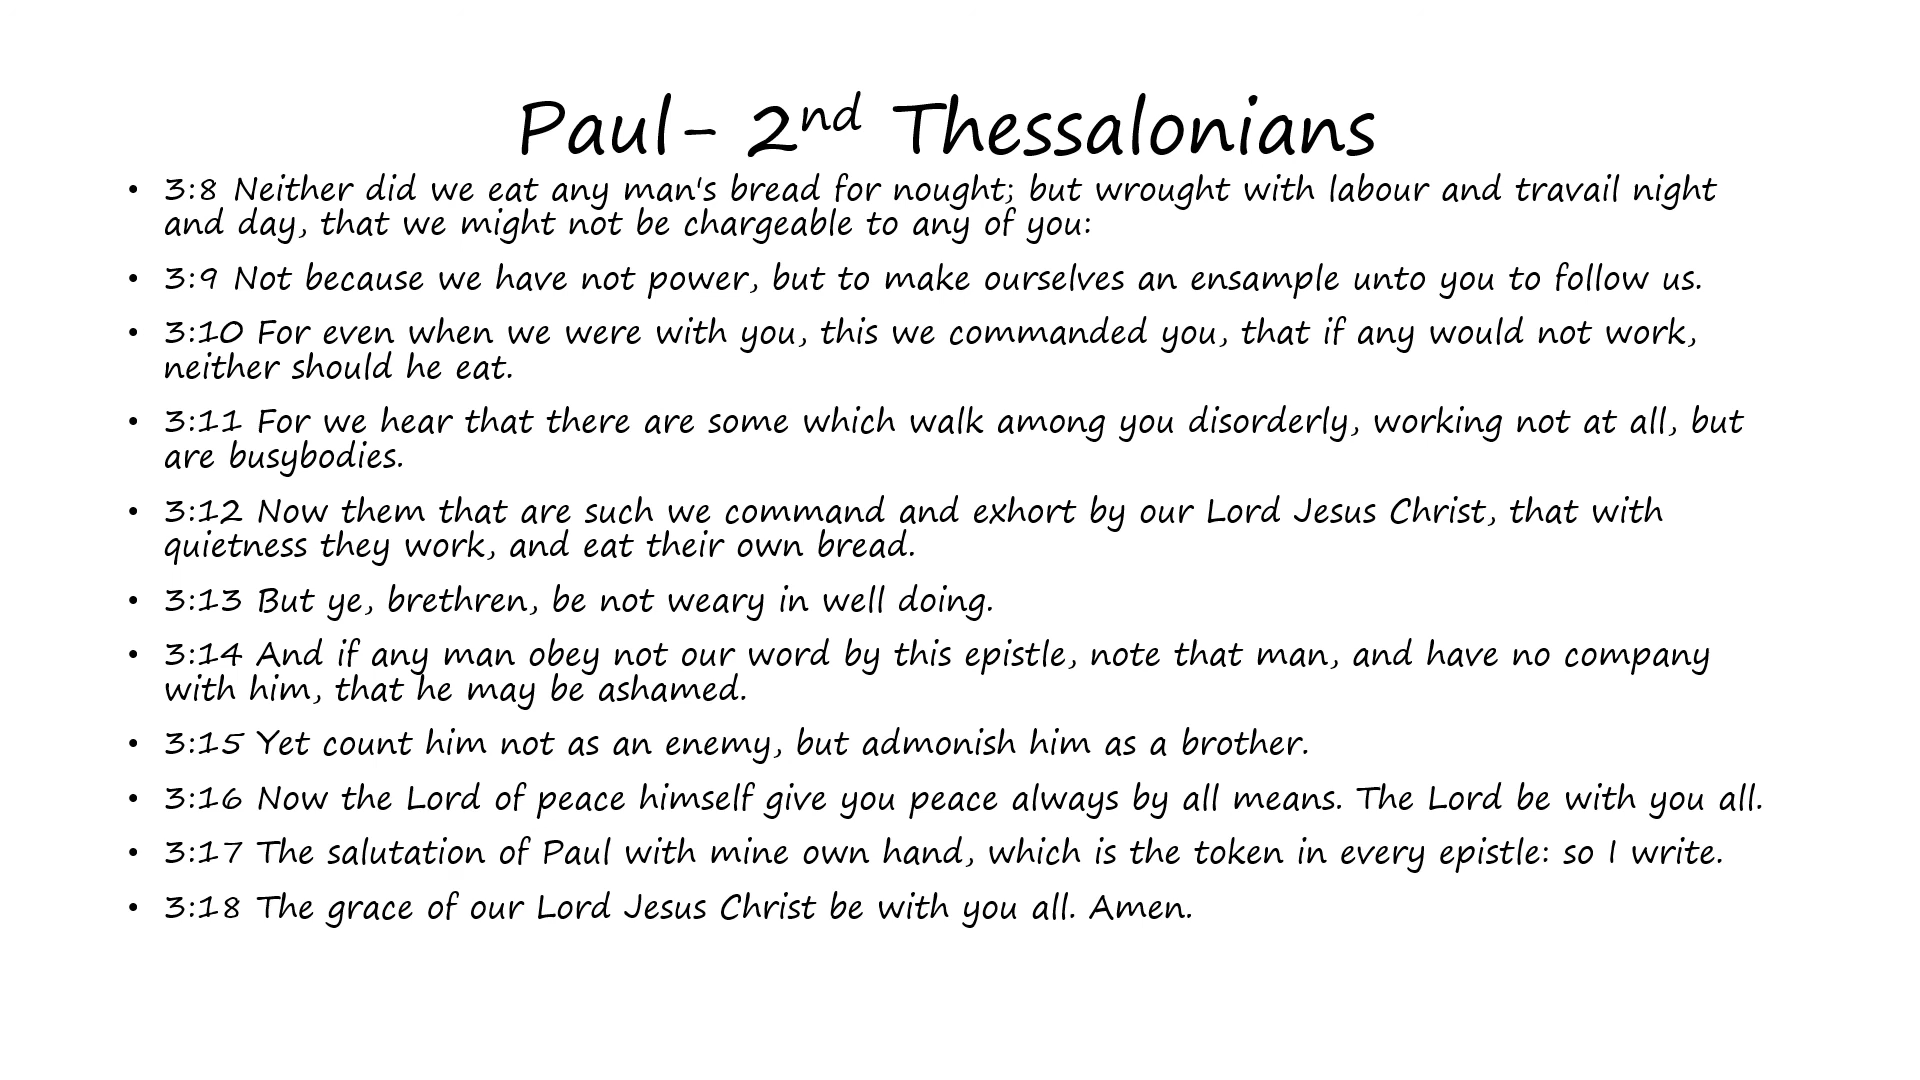 Paul- 2nd Thessalonians
• 3:8 Neither did we eat any man's bread for nought; but wrought with labour and travail night
and day, that we might not be chargeable to any of you:
• 3:9 Not because we have not power, but to make ourselves an ensample unto you to follow us.
• 3:10 For even when we were with you, this we commanded you, that if any would not work,
neither should he eat.
• 3:11 For we hear that there are some which walk among you disorderly, working not at all, but
are busybodies.
• 3:12 Now them that are such we command and exhort by our Lord Jesus Christ, that with
quietness they work, and eat their own bread.
• 3:13 But ye, brethren, be not weary in well doing.
• 3:14 And if any man obey not our word by this epistle, note that man, and have no company
with him, that he may be ashamed.
• 3:15 Yet count him not as an enemy, but admonish him as a brother.
• 3:16 Now the Lord of peace himself give you peace always by all means. The Lord be with you all.
• 3:17 The salutation of Paul with mine own hand, which is the token in every epistle: so I write.
• 3:18 The grace of our Lord Jesus Christ be with you all. Amen.